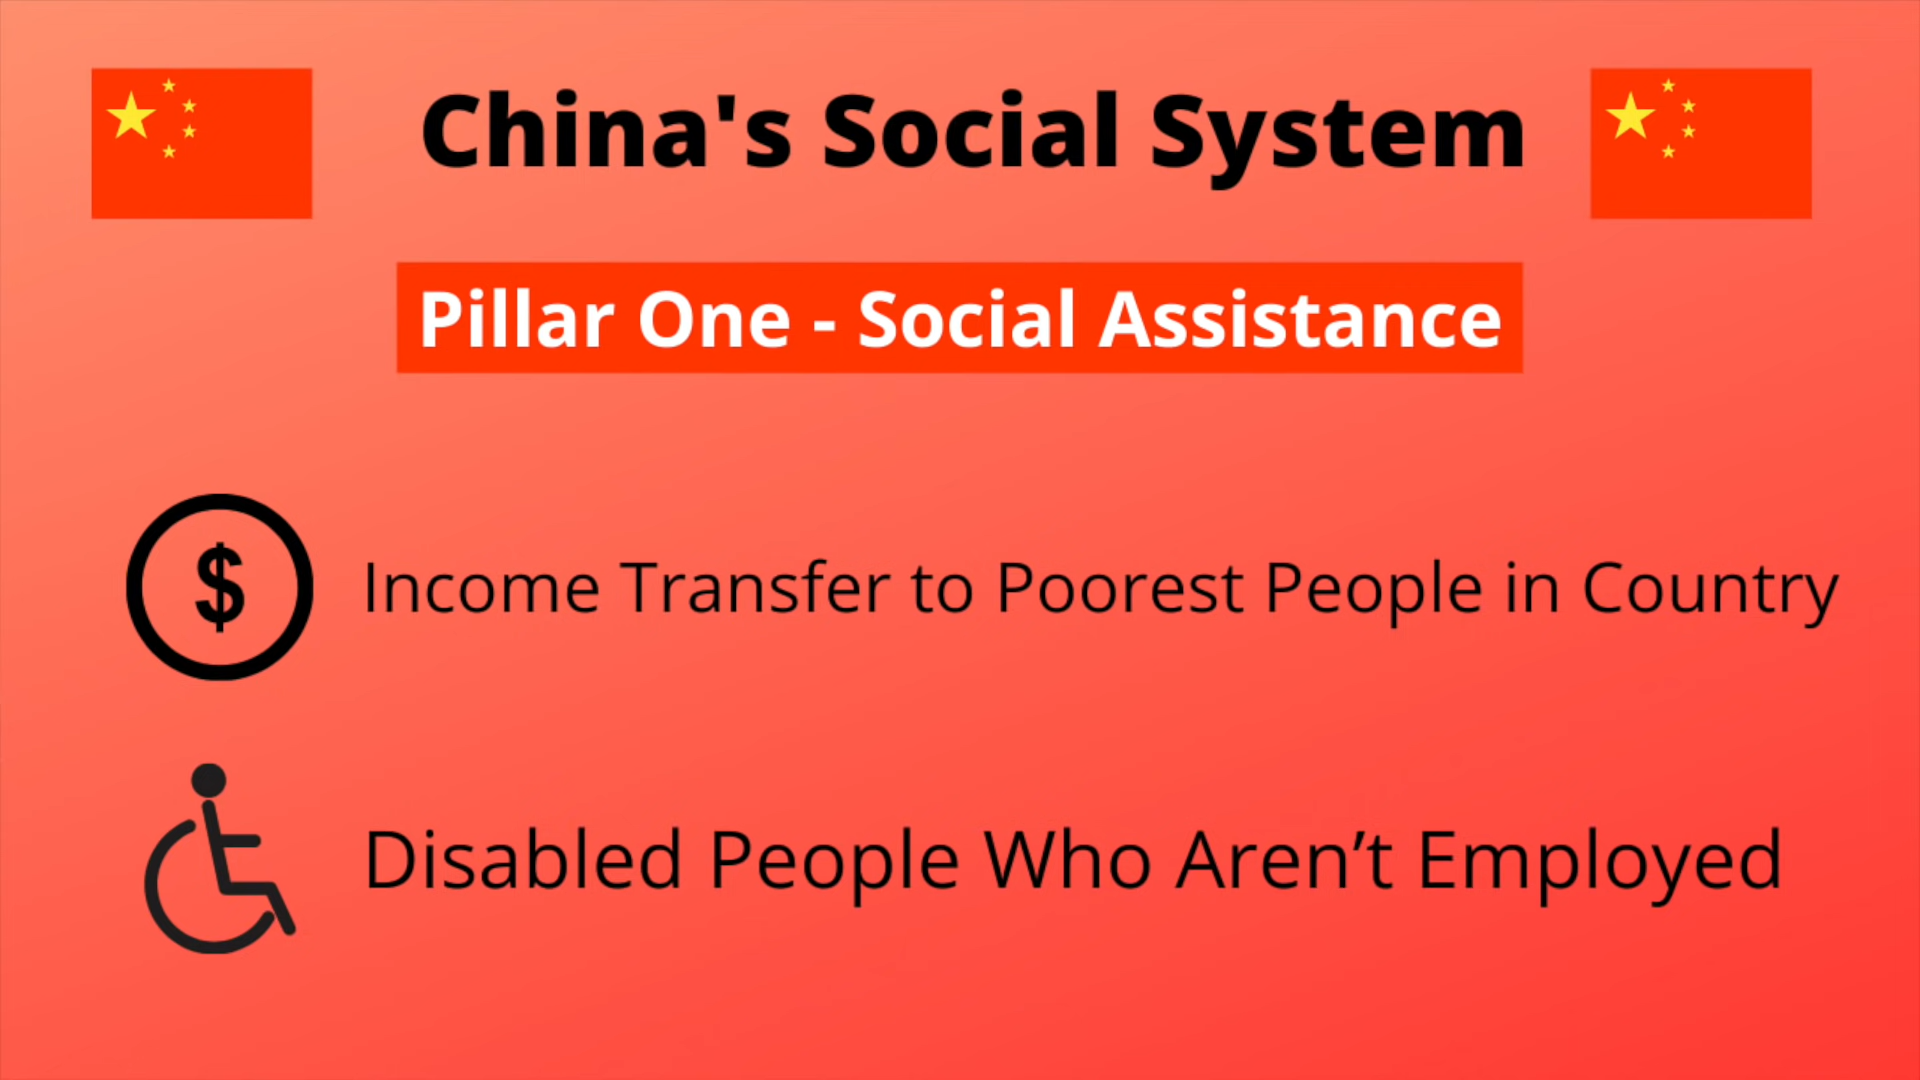 China's Social System
Pillar One - Social Assistance
$
Income Transfer to Poorest People in Country
Disabled People Who Aren’t Employed